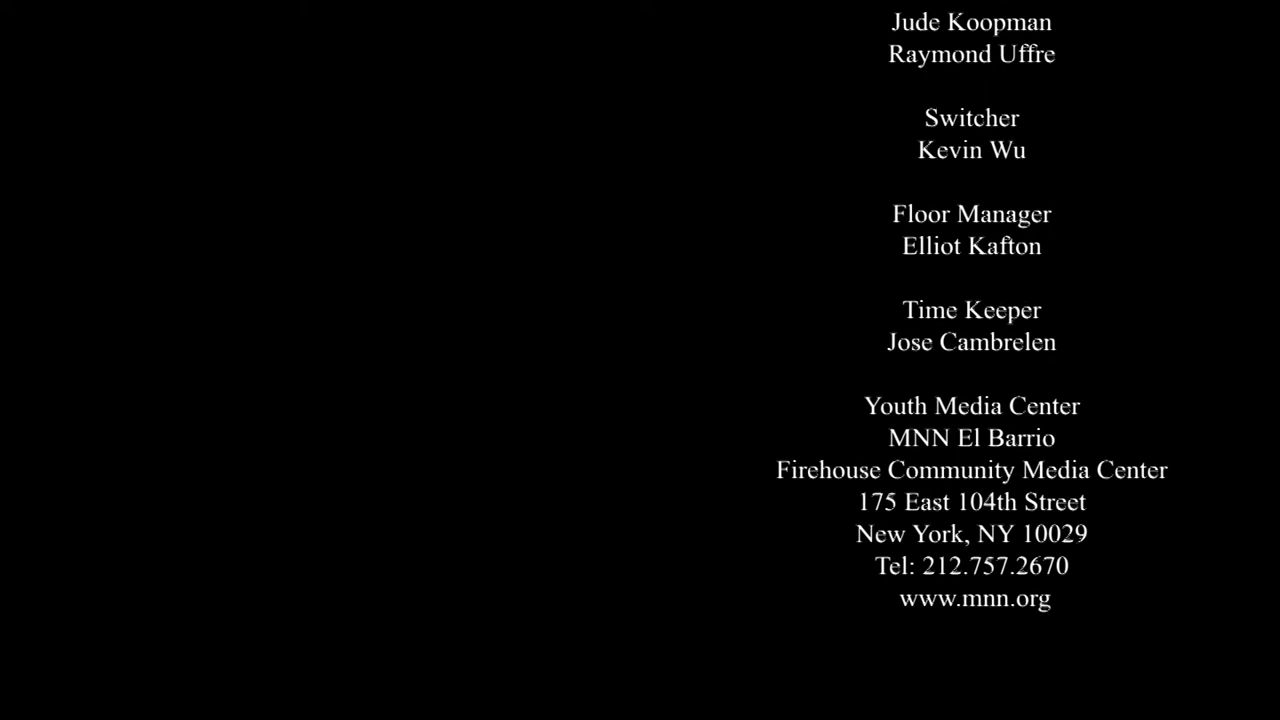 Jude Koopman
Raymond Uffre
Switcher
Kevin Wu
Floor Manager
Elliot Kafton
Time Keeper
Jose Cambrelen
Youth Media Center
MNN El Barrio
Firehouse Community Media Center
175 East 104th Street
New York, NY 10029
Tel: 212.757.2670
www.mnn.org